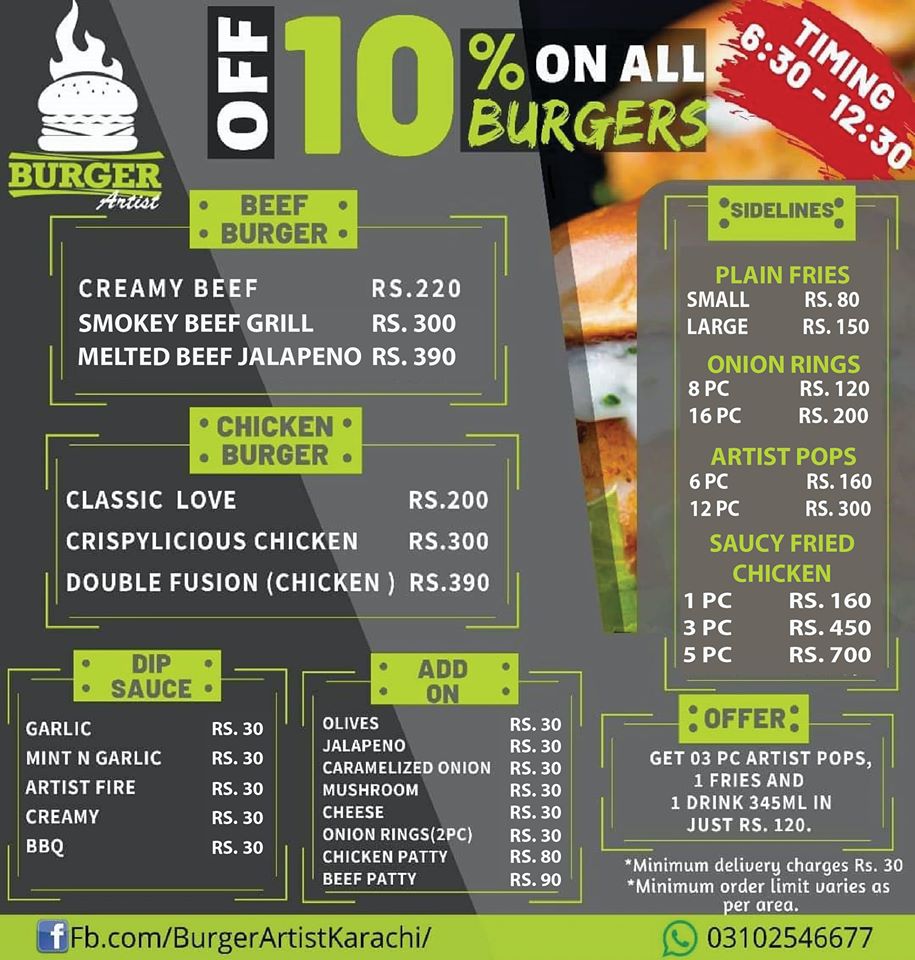 BURGER
Artist
OFF 10% ON ALL
BURGERS
TIMING
6:30 - 12:30
BEEF
BURGER
CREAMY BEEF RS.220
SMOKEY BEEF GRILL RS. 300
MELTED BEEF JALAPENO RS. 390
CHICKEN
BURGER
CLASSIC LOVE RS.200
CRISPYLICIOUS CHICKEN RS.300
DOUBLE FUSION (CHICKEN ) RS.390
SIDELINES
PLAIN FRIES
SMALL RS. 80
LARGE RS. 150
ONION RINGS
8 PC RS. 120
16 PC RS. 200
ARTIST POPS
6 PC RS. 160
12 PC RS. 300
SAUCY FRIED
CHICKEN
1 PC RS. 160
3 PC RS. 450
5 PC RS. 700
DIP
SAUCE
GARLIC RS. 30
MINT N GARLIC RS. 30
ARTIST FIRE RS. 30
CREAMY RS. 30
BBQ RS. 30
ADD
ON
OLIVES RS. 30
JALAPENO RS. 30
CARAMELIZED ONION RS. 30
MUSHROOM RS. 30
CHEESE RS. 30
ONION RINGS(2PC) RS. 30
CHICKEN PATTY RS. 80
BEEF PATTY RS. 90
OFFER
GET 03 PC ARTIST POPS,
1 FRIES AND
1 DRINK 345ML IN
JUST RS. 120.
*Minimum delivery charges Rs. 30
*Minimum order limit varies as
per area.
f Fb.com/BurgerArtistKarachi/
03102546677